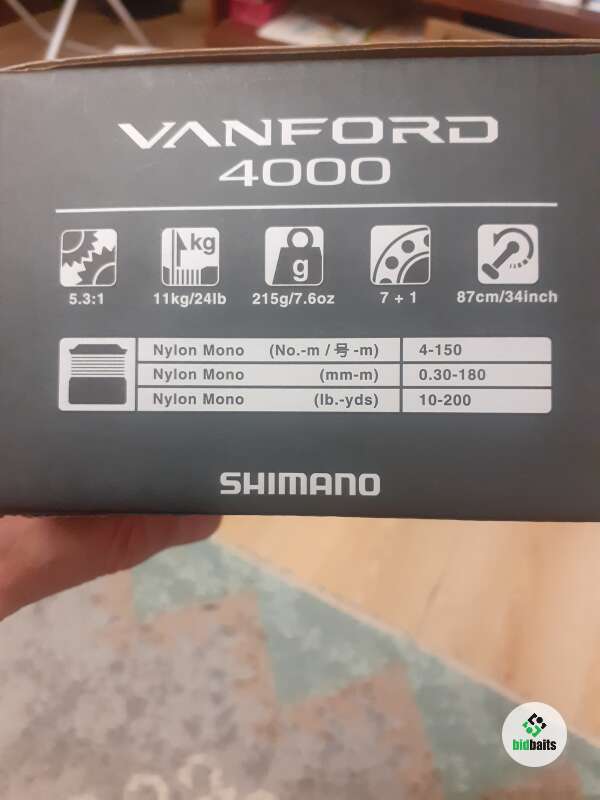 VANFORD
4000
kg
g
5.3:1 11kg/24lb 215g/7.6oz 7 + 1 87cm/34inch
Nylon Mono (No.-m / 号 -m) 4-150
Nylon Mono (mm-m) 0.30-180
Nylon Mono (lb.-yds) 10-200
SHIMANO
bidbaits